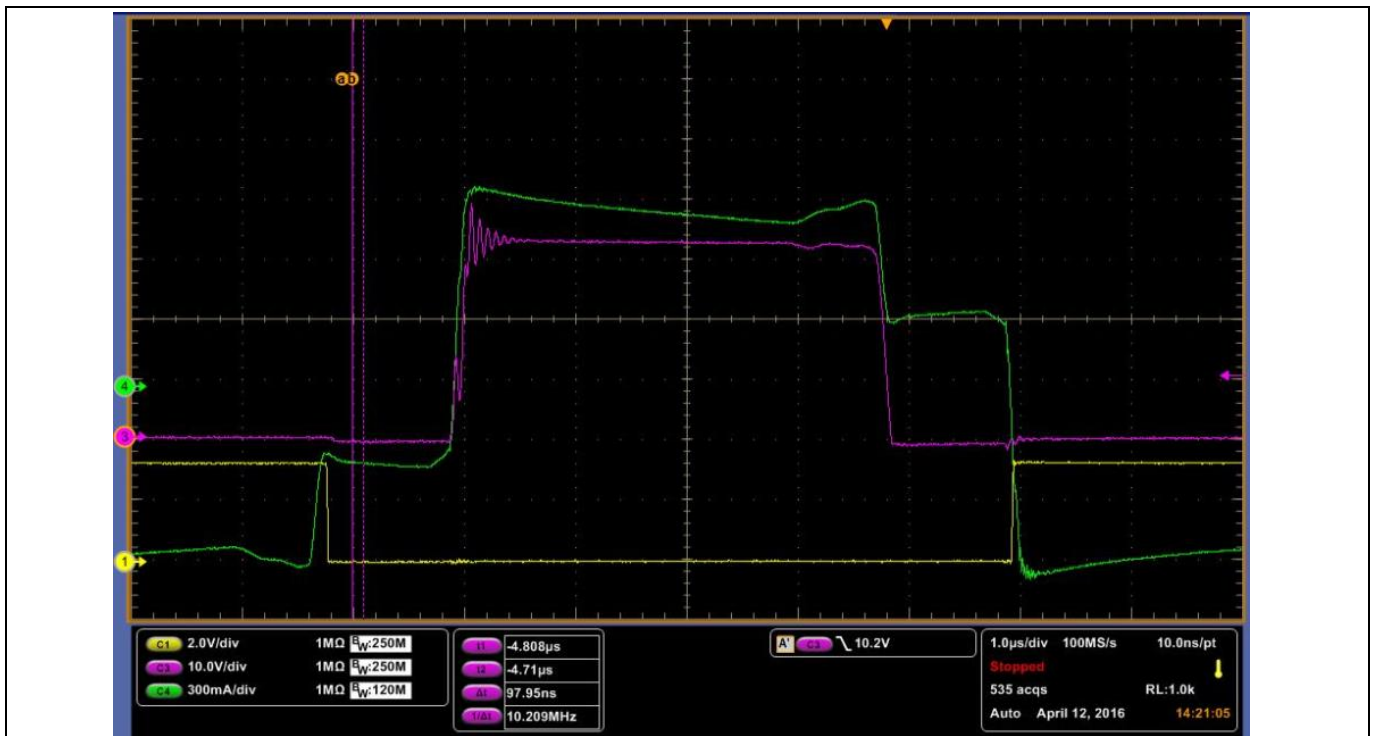 a b
4
3
1
C1 2.0V/div 1MΩ BW:250M
C3 10.0V/div 1MΩ BW:250M
C4 300mA/div 1MΩ BW:120M
t1 -4.808µs
t2 -4.71µs
Δt 97.95ns
1/Δt 10.209MHz
A' C3 10.2V
1.0µs/div 100MS/s 10.0ns/pt
Stopped
535 acqs RL:1.0k
Auto April 12, 2016 14:21:05